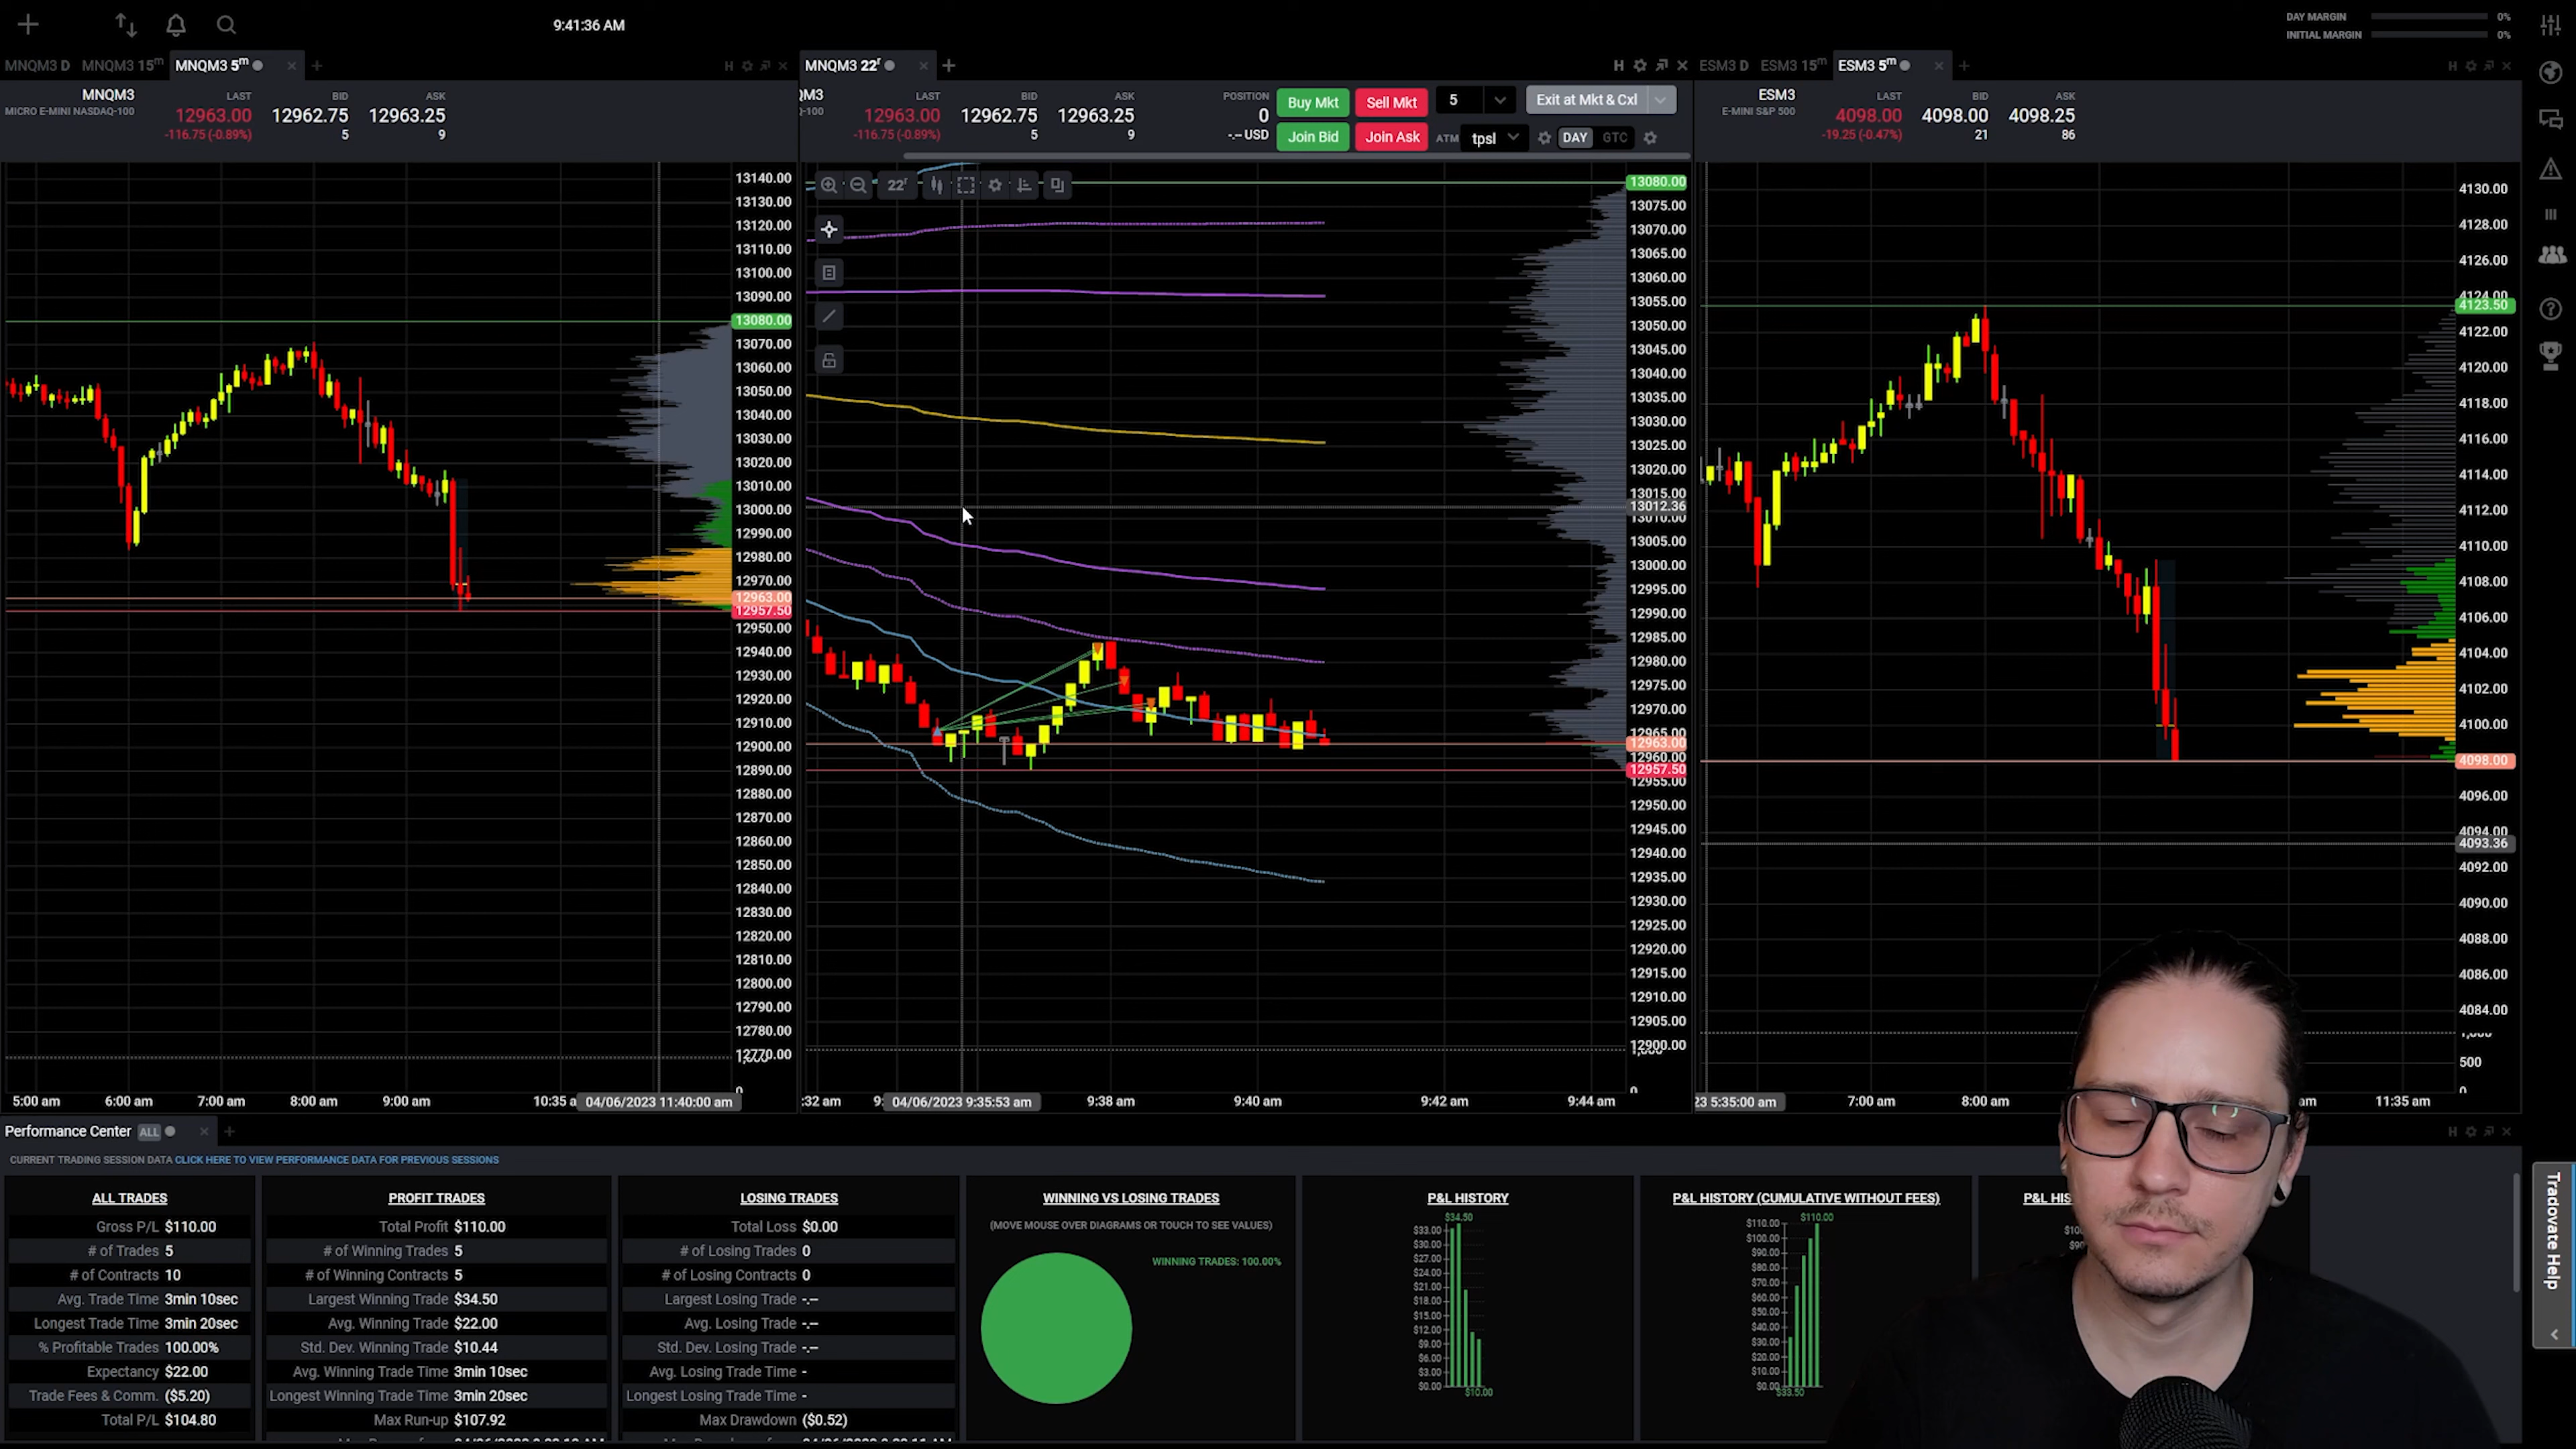 9:41:36 AM
DAY MARGIN 0%
INITIAL MARGIN 0%
MNQM3 D MNQM3 15m MNQM3 5m
H
MNQM3 22r
H
ESM3 D ESM3 15m ESM3 5m
H
MNQM3
MICRO E-MINI NASDAQ-100
LAST BID ASK
12963.00 12962.75 12963.25
-116.75 (-0.89%) 5 9
QM3
Q-100
LAST BID ASK POSITION
12963.00 12962.75 12963.25 0
-116.75 (-0.89%) 5 9 -.-- USD
Buy Mkt Sell Mkt 5 Exit at Mkt & Cxl
Join Bid Join Ask ATM tpsl DAY GTC
ESM3
E-MINI S&P 500
LAST BID ASK
4098.00 4098.00 4098.25
-19.25 (-0.47%) 21 86
13140.00
13130.00
13120.00
13110.00
13100.00
13090.00
13080.00
13070.00
13060.00
13050.00
13040.00
13030.00
13020.00
13010.00
13000.00
12990.00
12980.00
12970.00
12963.00
12957.50
12950.00
12940.00
12930.00
12920.00
12910.00
12900.00
12890.00
12880.00
12870.00
12860.00
12850.00
12840.00
12830.00
12820.00
12810.00
12800.00
12790.00
12780.00
12770.00
0
5:00 am 6:00 am 7:00 am 8:00 am 9:00 am 10:35 a 04/06/2023 11:40:00 am
22r
13080.00
13075.00
13070.00
13065.00
13060.00
13055.00
13050.00
13045.00
13040.00
13035.00
13030.00
13025.00
13020.00
13015.00
13012.36
13010.00
13005.00
13000.00
12995.00
12990.00
12985.00
12980.00
12975.00
12970.00
12965.00
12963.00
12960.00
12957.50
12955.00
12950.00
12945.00
12940.00
12935.00
12930.00
12925.00
12920.00
12915.00
12910.00
12905.00
12900.00
0
:32 am 9: 04/06/2023 9:35:53 am 9:38 am 9:40 am 9:42 am 9:44 am
4130.00
4128.00
4126.00
4124.00
4123.50
4122.00
4120.00
4118.00
4116.00
4114.00
4112.00
4110.00
4108.00
4106.00
4104.00
4102.00
4100.00
4098.00
4096.00
4094.00
4093.36
4092.00
4090.00
4088.00
4086.00
4084.00
500
0
23 5:35:00 am 7:00 am 8:00 am am 11:35 am
Performance Center ALL
H
CURRENT TRADING SESSION DATA CLICK HERE TO VIEW PERFORMANCE DATA FOR PREVIOUS SESSIONS
ALL TRADES
Gross P/L $110.00
# of Trades 5
# of Contracts 10
Avg. Trade Time 3min 10sec
Longest Trade Time 3min 20sec
% Profitable Trades 100.00%
Expectancy $22.00
Trade Fees & Comm. ($5.20)
Total P/L $104.80
PROFIT TRADES
Total Profit $110.00
# of Winning Trades 5
# of Winning Contracts 5
Largest Winning Trade $34.50
Avg. Winning Trade $22.00
Std. Dev. Winning Trade $10.44
Avg. Winning Trade Time 3min 10sec
Longest Winning Trade Time 3min 20sec
Max Run-up $107.92
LOSING TRADES
Total Loss $0.00
# of Losing Trades 0
# of Losing Contracts 0
Largest Losing Trade -.--
Avg. Losing Trade -.--
Std. Dev. Losing Trade -.--
Avg. Losing Trade Time -
Longest Losing Trade Time -
Max Drawdown ($0.52)
WINNING VS LOSING TRADES
(MOVE MOUSE OVER DIAGRAMS OR TOUCH TO SEE VALUES)
WINNING TRADES: 100.00%
P&L HISTORY
$34.50
$33.00
$30.00
$27.00
$24.00
$21.00
$18.00
$15.00
$12.00
$9.00
$6.00
$3.00
$0.00
$10.00
P&L HISTORY (CUMULATIVE WITHOUT FEES)
$110.00
$110.00
$100.00
$90.00
$80.00
$70.00
$60.00
$50.00
$40.00
$30.00
$20.00
$10.00
$0.00
$33.50
P&L HIS
Tradovate Help